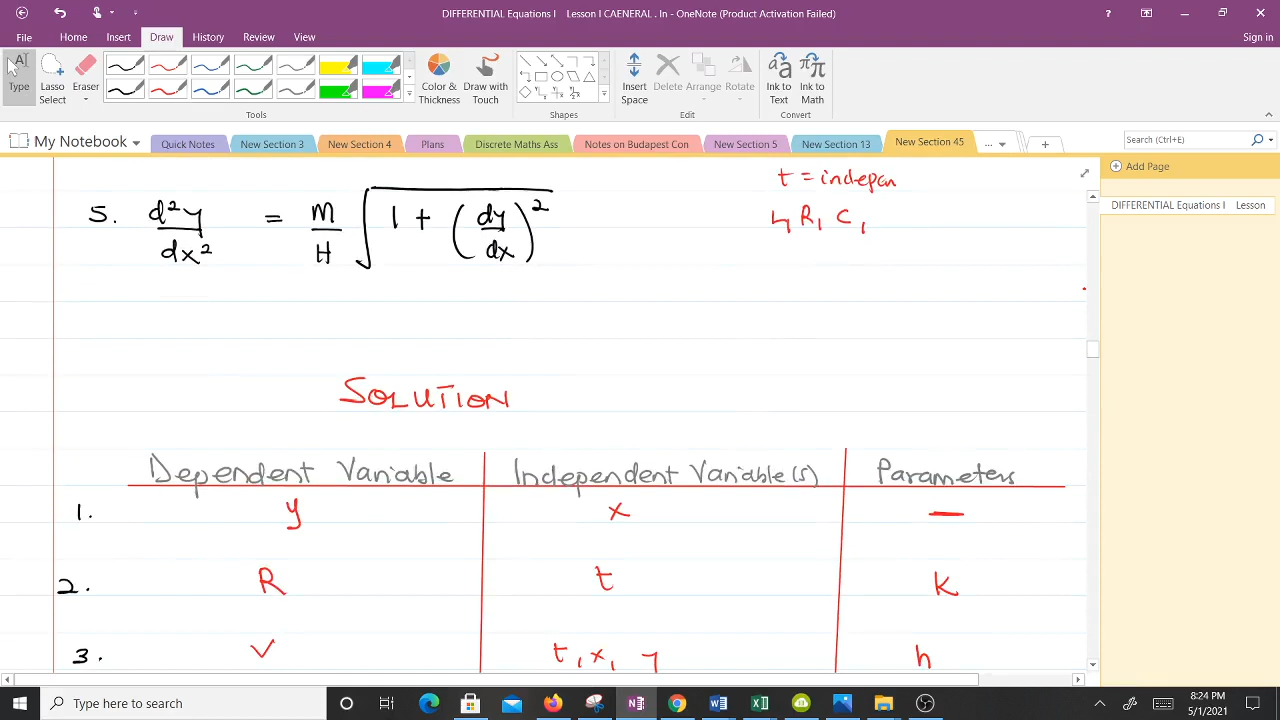 DIFFERENTIAL Equations I Lesson I CAENERAL . In - OneNote (Product Activation Failed)
File Home Insert Draw History Review View
Sign in
Type
Lasso Select
Eraser
Color & Thickness
Draw with Touch
Insert Space
Delete
Arrange
Rotate
Ink to Text
Ink to Math
Tools Shapes Edit Convert
My Notebook Quick Notes New Section 3 New Section 4 Plans Discrete Maths Ass Notes on Budapest Con New Section 5 New Section 13 New Section 45 ... +
Search (Ctrl+E)
Add Page
DIFFERENTIAL Equations I Lesson
t = indepan
R, C,
5. d²y/dx² = m/H √(1 + (dy/dx)²)
SOLUTION
Dependent Variable Independent Variable(s) Parameters
1. y x —
2. R t k
3. V t, x, y h
Type here to search
8:24 PM
5/1/2021